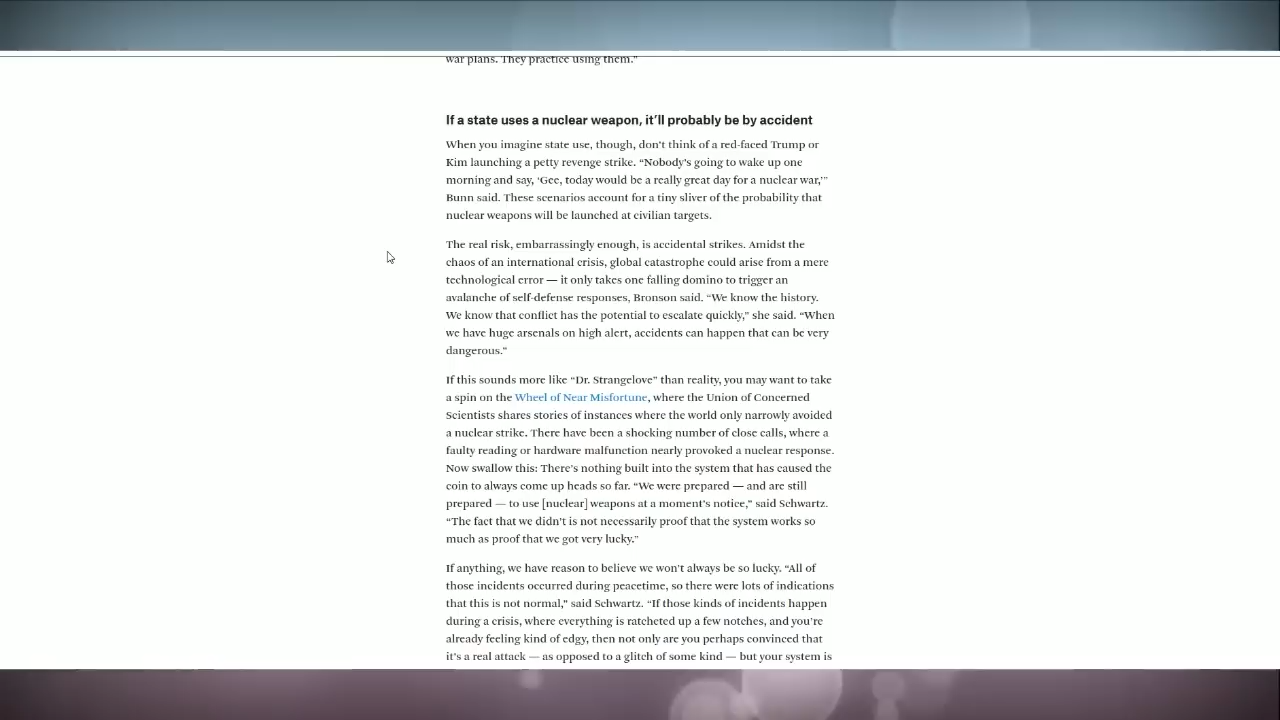 war plans. They practice using them.”
If a state uses a nuclear weapon, it’ll probably be by accident
When you imagine state use, though, don’t think of a red-faced Trump or
Kim launching a petty revenge strike. “Nobody’s going to wake up one
morning and say, ‘Gee, today would be a really great day for a nuclear war,’”
Bunn said. These scenarios account for a tiny sliver of the probability that
nuclear weapons will be launched at civilian targets.
The real risk, embarrassingly enough, is accidental strikes. Amidst the
chaos of an international crisis, global catastrophe could arise from a mere
technological error — it only takes one falling domino to trigger an
avalanche of self-defense responses, Bronson said. “We know the history.
We know that conflict has the potential to escalate quickly,” she said. “When
we have huge arsenals on high alert, accidents can happen that can be very
dangerous.“
If this sounds more like “Dr. Strangelove” than reality, you may want to take
a spin on the Wheel of Near Misfortune, where the Union of Concerned
Scientists shares stories of instances where the world only narrowly avoided
a nuclear strike. There have been a shocking number of close calls, where a
faulty reading or hardware malfunction nearly provoked a nuclear response.
Now swallow this: There’s nothing built into the system that has caused the
coin to always come up heads so far. “We were prepared — and are still
prepared — to use [nuclear] weapons at a moment’s notice,” said Schwartz.
“The fact that we didn’t is not necessarily proof that the system works so
much as proof that we got very lucky.”
If anything, we have reason to believe we won’t always be so lucky. “All of
those incidents occurred during peacetime, so there were lots of indications
that this is not normal,” said Schwartz. “If those kinds of incidents happen
during a crisis, where everything is ratcheted up a few notches, and you’re
already feeling kind of edgy, then not only are you perhaps convinced that
it’s a real attack — as opposed to a glitch of some kind — but your system is